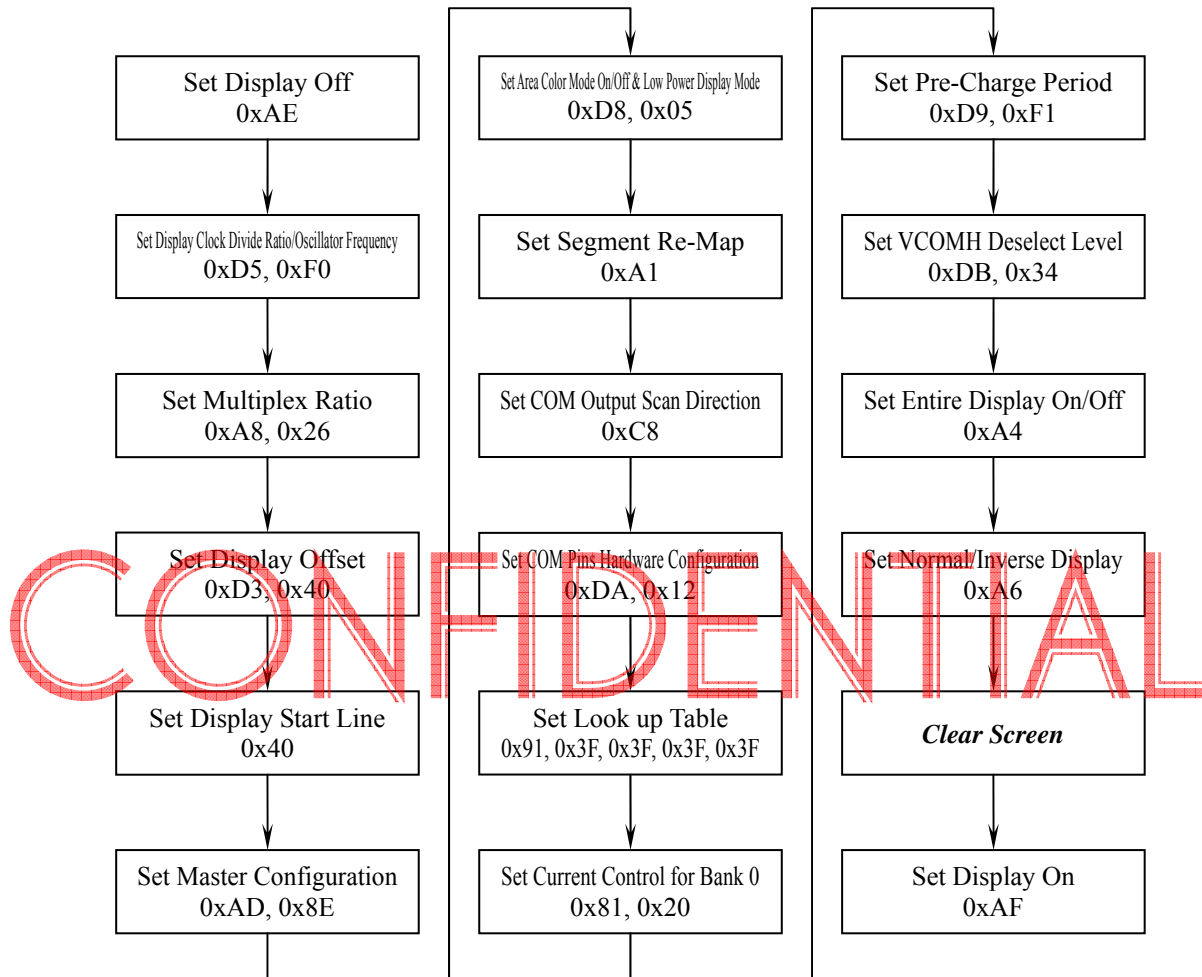 Set Display Off
0xAE
Set Display Clock Divide Ratio/Oscillator Frequency
0xD5, 0xF0
Set Multiplex Ratio
0xA8, 0x26
Set Display Offset
0xD3, 0x40
Set Display Start Line
0x40
Set Master Configuration
0xAD, 0x8E
Set Area Color Mode On/Off & Low Power Display Mode
0xD8, 0x05
Set Segment Re-Map
0xA1
Set COM Output Scan Direction
0xC8
Set COM Pins Hardware Configuration
0xDA, 0x12
Set Look up Table
0x91, 0x3F, 0x3F, 0x3F, 0x3F
Set Current Control for Bank 0
0x81, 0x20
Set Pre-Charge Period
0xD9, 0xF1
Set VCOMH Deselect Level
0xDB, 0x34
Set Entire Display On/Off
0xA4
Set Normal/Inverse Display
0xA6
Clear Screen
Set Display On
0xAF
CONFIDENTIAL